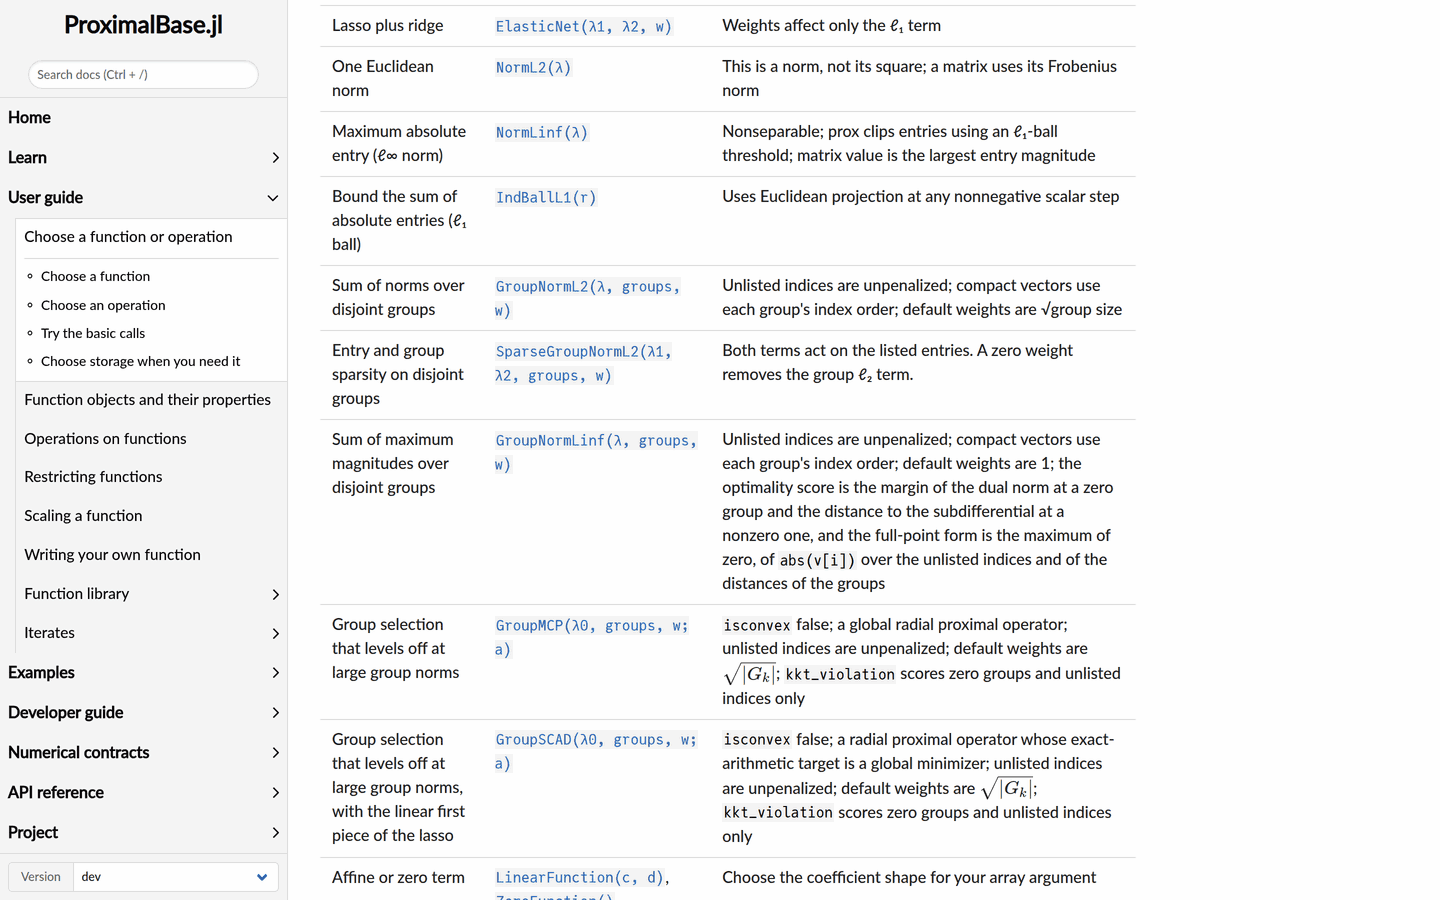 ProximalBase.jl
Search docs (Ctrl + /)
Home
Learn
User guide
Choose a function or operation
Choose a function
Choose an operation
Try the basic calls
Choose storage when you need it
Function objects and their properties
Operations on functions
Restricting functions
Scaling a function
Writing your own function
Function library
Iterates
Examples
Developer guide
Numerical contracts
API reference
Project
Version dev
Lasso plus ridge
ElasticNet(λ1, λ2, w)
Weights affect only the ℓ₁ term
One Euclidean
norm
NormL2(λ)
This is a norm, not its square; a matrix uses its Frobenius
norm
Maximum absolute
entry (ℓ∞ norm)
NormLinf(λ)
Nonseparable; prox clips entries using an ℓ₁-ball
threshold; matrix value is the largest entry magnitude
Bound the sum of
absolute entries (ℓ₁
ball)
IndBallL1(r)
Uses Euclidean projection at any nonnegative scalar step
Sum of norms over
disjoint groups
GroupNormL2(λ, groups,
w)
Unlisted indices are unpenalized; compact vectors use
each group's index order; default weights are √group size
Entry and group
sparsity on disjoint
groups
SparseGroupNormL2(λ1,
λ2, groups, w)
Both terms act on the listed entries. A zero weight
removes the group ℓ₂ term.
Sum of maximum
magnitudes over
disjoint groups
GroupNormLinf(λ, groups,
w)
Unlisted indices are unpenalized; compact vectors use
each group's index order; default weights are 1; the
optimality score is the margin of the dual norm at a zero
group and the distance to the subdifferential at a
nonzero one, and the full-point form is the maximum of
zero, of abs(v[i]) over the unlisted indices and of the
distances of the groups
Group selection
that levels off at
large group norms
GroupMCP(λ0, groups, w;
a)
isconvex false; a global radial proximal operator;
unlisted indices are unpenalized; default weights are
√|Gₖ|; kkt_violation scores zero groups and unlisted
indices only
Group selection
that levels off at
large group norms,
with the linear first
piece of the lasso
GroupSCAD(λ0, groups, w;
a)
isconvex false; a radial proximal operator whose exact-
arithmetic target is a global minimizer; unlisted indices
are unpenalized; default weights are √|Gₖ|;
kkt_violation scores zero groups and unlisted indices
only
Affine or zero term
LinearFunction(c, d),
ZeroFunction()
Choose the coefficient shape for your array argument